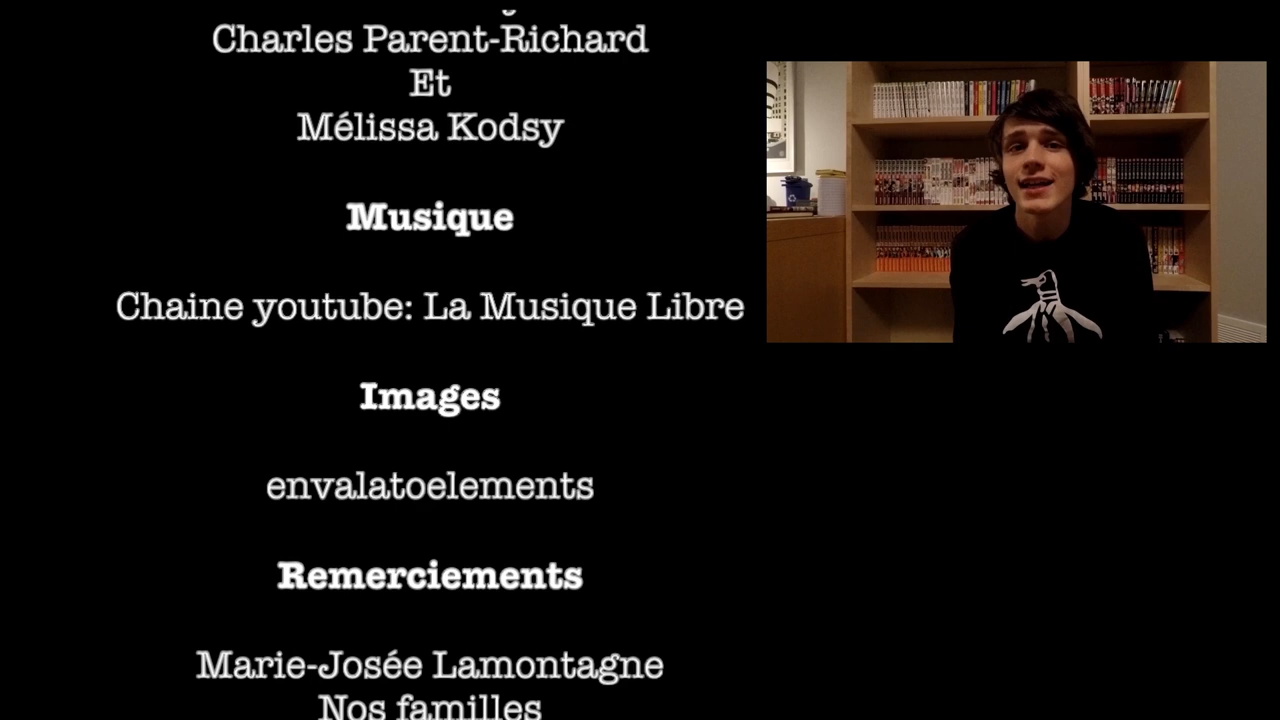 Charles Parent-Richard
Et
Mélissa Kodsy
Musique
Chaine youtube: La Musique Libre
Images
envalatoelements
Remerciements
Marie-Josée Lamontagne
Nos familles